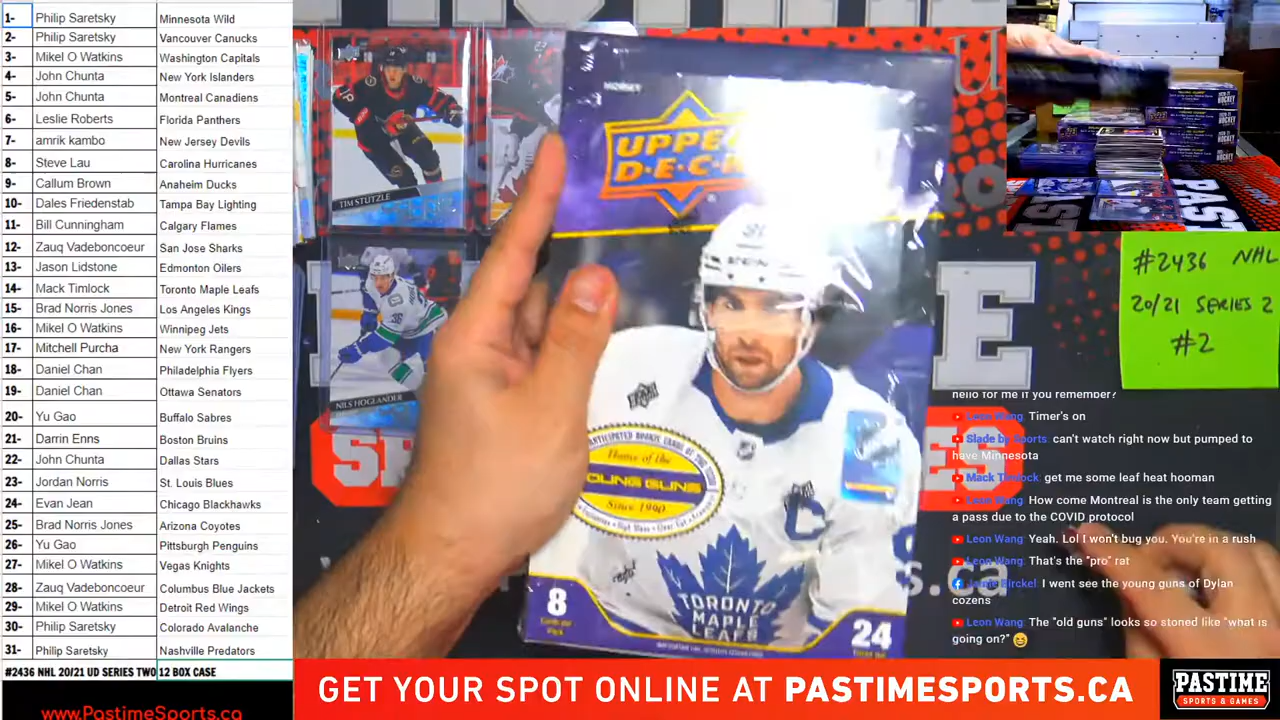 1- Philip Saretsky Minnesota Wild
2- Philip Saretsky Vancouver Canucks
3- Mikel O Watkins Washington Capitals
4- John Chunta New York Islanders
5- John Chunta Montreal Canadiens
6- Leslie Roberts Florida Panthers
7- amrik kambo New Jersey Devils
8- Steve Lau Carolina Hurricanes
9- Callum Brown Anaheim Ducks
10- Dales Friedenstab Tampa Bay Lighting
11- Bill Cunningham Calgary Flames
12- Zauq Vadeboncoeur San Jose Sharks
13- Jason Lidstone Edmonton Oilers
14- Mack Timlock Toronto Maple Leafs
15- Brad Norris Jones Los Angeles Kings
16- Mikel O Watkins Winnipeg Jets
17- Mitchell Purcha New York Rangers
18- Daniel Chan Philadelphia Flyers
19- Daniel Chan Ottawa Senators
20- Yu Gao Buffalo Sabres
21- Darrin Enns Boston Bruins
22- John Chunta Dallas Stars
23- Jordan Norris St. Louis Blues
24- Evan Jean Chicago Blackhawks
25- Brad Norris Jones Arizona Coyotes
26- Yu Gao Pittsburgh Penguins
27- Mikel O Watkins Vegas Knights
28- Zauq Vadeboncoeur Columbus Blue Jackets
29- Mikel O Watkins Detroit Red Wings
30- Philip Saretsky Colorado Avalanche
31- Philip Saretsky Nashville Predators
#2436 NHL 20/21 UD SERIES TWO 12 BOX CASE
www.PastimeSports.ca
TIM STUTZLE
NILS HOGLANDER
HOCKEY
UPPE
D·E·C
Home of the
YOUNG GUNS
Since 1990
C
TORONTO
MAPLE
LEAFS
8
Cards per
Pack
24
#2436 NHL
20/21 SERIES 2
#2
hello for me if you remember?
Leon Wang: Timer's on
Slade by Sports: can't watch right now but pumped to
have Minnesota
Mack Timlock: get me some leaf heat hooman
Leon Wang: How come Montreal is the only team getting
a pass due to the COVID protocol
Leon Wang: Yeah. Lol I won't bug you. You're in a rush
Leon Wang: That's the "pro" rat
I went see the young guns of Dylan
cozens
Leon Wang: The "old guns" looks so stoned like "what is
going on?" 😄
GET YOUR SPOT ONLINE AT PASTIMESPORTS.CA
PASTIME
SPORTS & GAMES